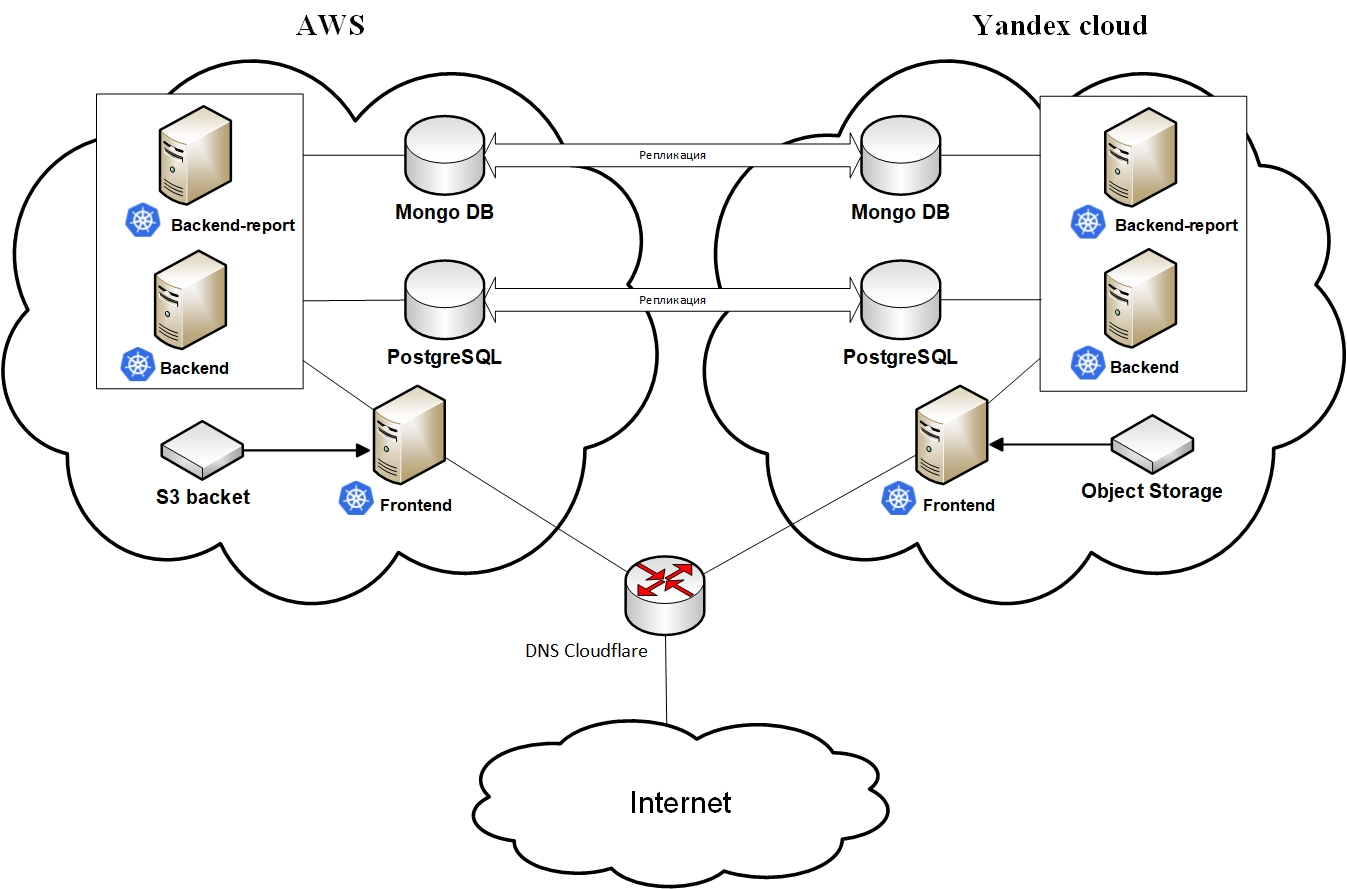 AWS
Yandex cloud
Репликация
Mongo DB
Mongo DB
Backend-report
Backend-report
Репликация
PostgreSQL
PostgreSQL
Backend
Backend
S3 backet
Frontend
Frontend
Object Storage
DNS Cloudflare
Internet